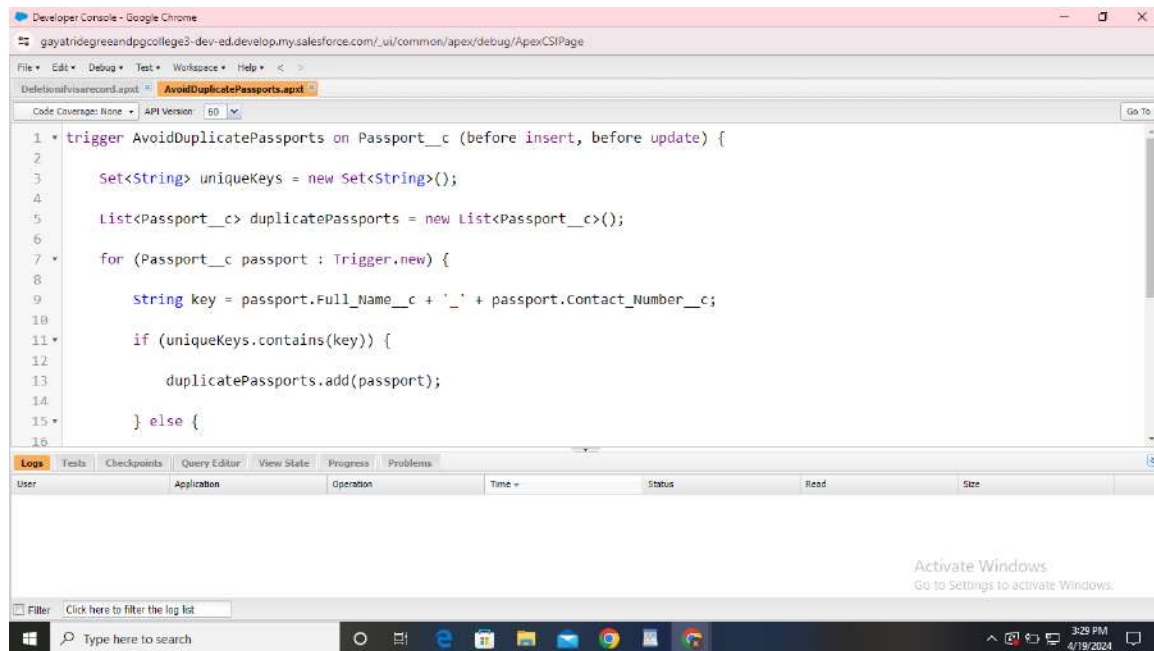 Developer Console - Google Chrome
gayatridegreeandpgcollege3-dev-ed.develop.my.salesforce.com/_ui/common/apex/debug/ApexCSIPage
File Edit Debug Test Workspace Help < >
Deletionifvisarecord.apxt AvoidDuplicatePassports.apxt
Code Coverage: None API Version: 60 Go To
1 trigger AvoidDuplicatePassports on Passport__c (before insert, before update) {
2
3 Set<String> uniqueKeys = new Set<String>();
4
5 List<Passport__c> duplicatePassports = new List<Passport__c>();
6
7 for (Passport__c passport : Trigger.new) {
8
9 String key = passport.Full_Name__c + '_' + passport.Contact_Number__c;
10
11 if (uniqueKeys.contains(key)) {
12
13 duplicatePassports.add(passport);
14
15 } else {
16
Logs Tests Checkpoints Query Editor View State Progress Problems
User Application Operation Time Status Read Size
Activate Windows
Go to Settings to activate Windows.
Filter Click here to filter the log list
Type here to search
3:29 PM
4/19/2024